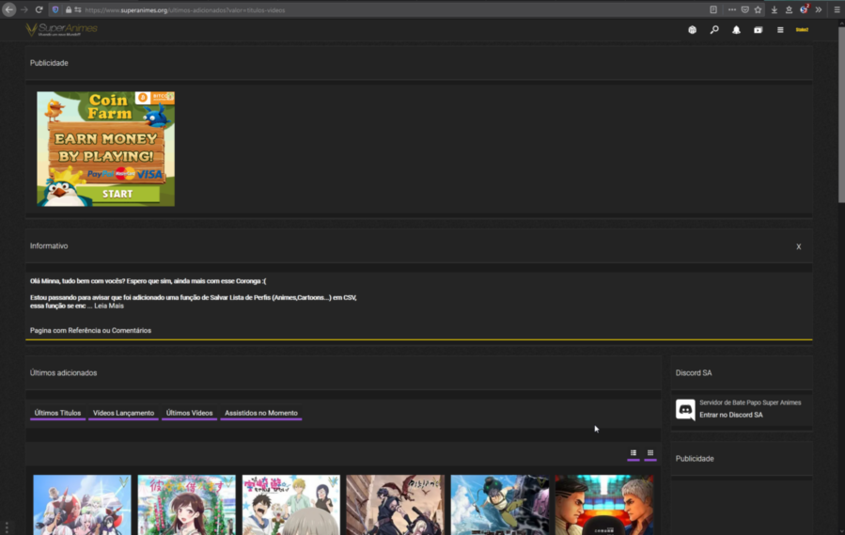 https://www.superanimes.org/ultimos-adicionados?valor=titulos-videos
SuperAnimes
Publicidade
Coin
Farm
EARN MONEY
BY PLAYING!
PayPal MasterCard VISA
START
Informativo
X
Olá Minna, tudo bem com vocês? Espero que sim, ainda mais com esse Coronga :(
Estou passando para avisar que foi adicionado uma função de Salvar Lista de Perfis (Animes,Cartoons...) em CSV,
essa função se enc ... Leia Mais
Pagina com Referência ou Comentários
Últimos adicionados
Últimos Titulos
Vídeos Lançamento
Últimos Vídeos
Assistidos no Momento
Discord SA
Servidor de Bate Papo Super Animes
Entrar no Discord SA
Publicidade